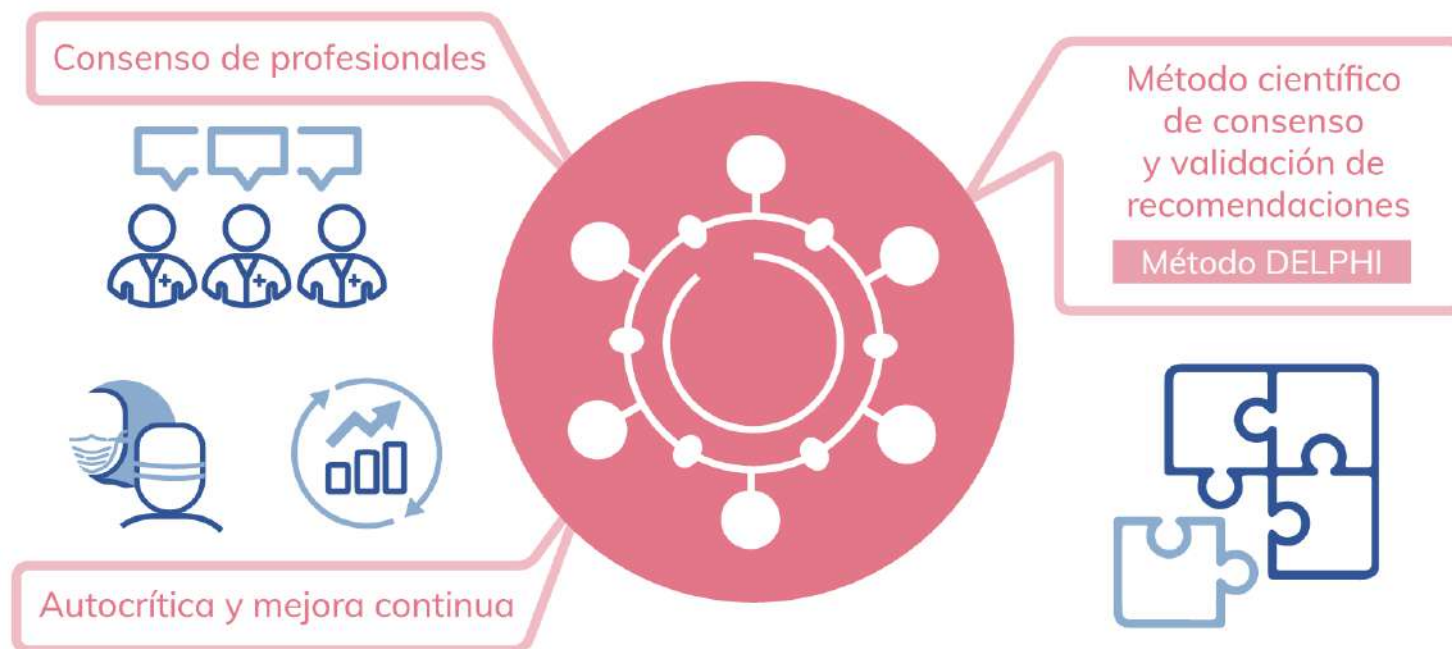 Consenso de profesionales
Método científico
de consenso
y validación de
recomendaciones
Método DELPHI
Autocrítica y mejora continua